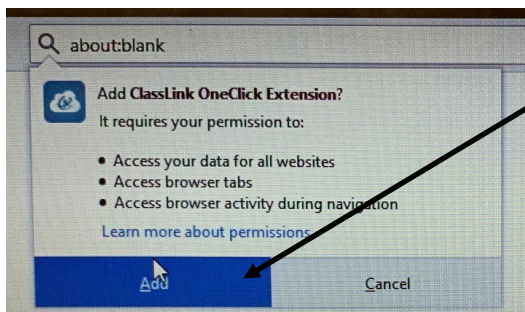 about:blank
Add ClassLink OneClick Extension?
It requires your permission to:
• Access your data for all websites
• Access browser tabs
• Access browser activity during navigation
Learn more about permissions
Add
Cancel